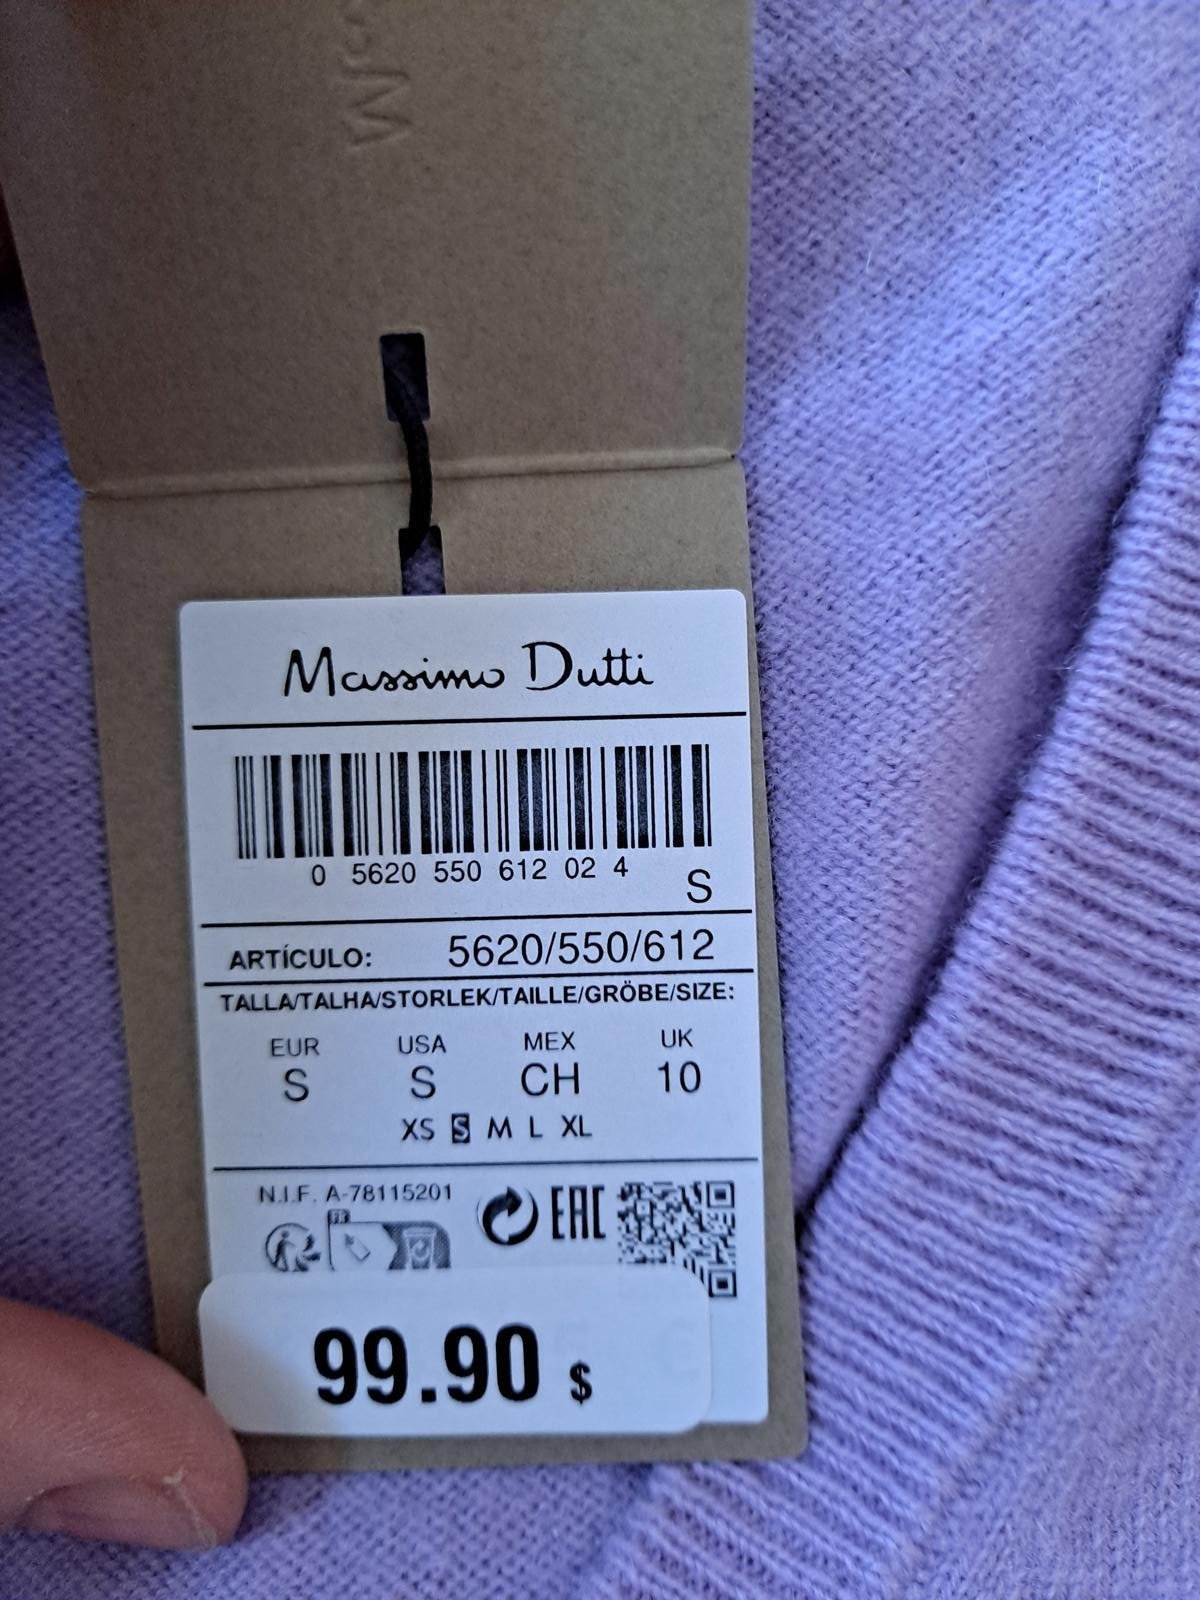 Massimo Dutti
0 5620 550 612 02 4
S
ARTÍCULO: 5620/550/612
TALLA/TALHA/STORLEK/TAILLE/GRÖBE/SIZE:
EUR USA MEX UK
S S CH 10
XS S M L XL
N.I.F. A-78115201
FR
EAC
99.90 $